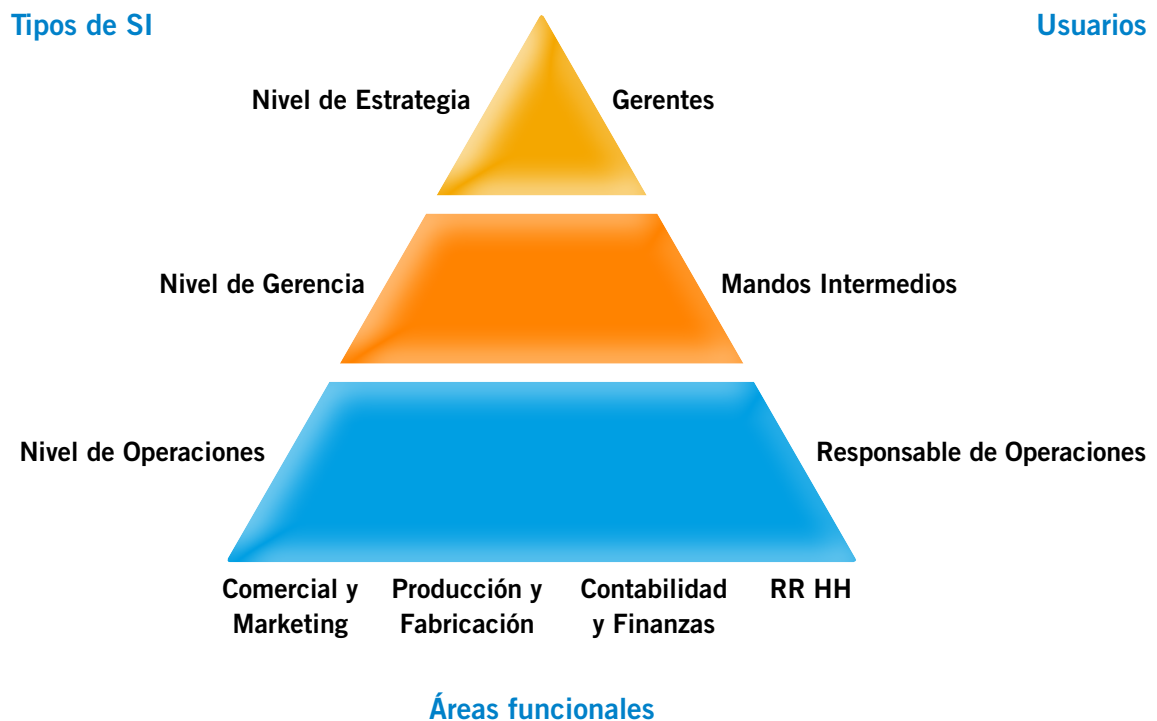 Tipos de SI
Usuarios
Nivel de Estrategia
Gerentes
Nivel de Gerencia
Mandos Intermedios
Nivel de Operaciones
Responsable de Operaciones
Comercial y
Marketing
Producción y
Fabricación
Contabilidad
y Finanzas
RR HH
Áreas funcionales